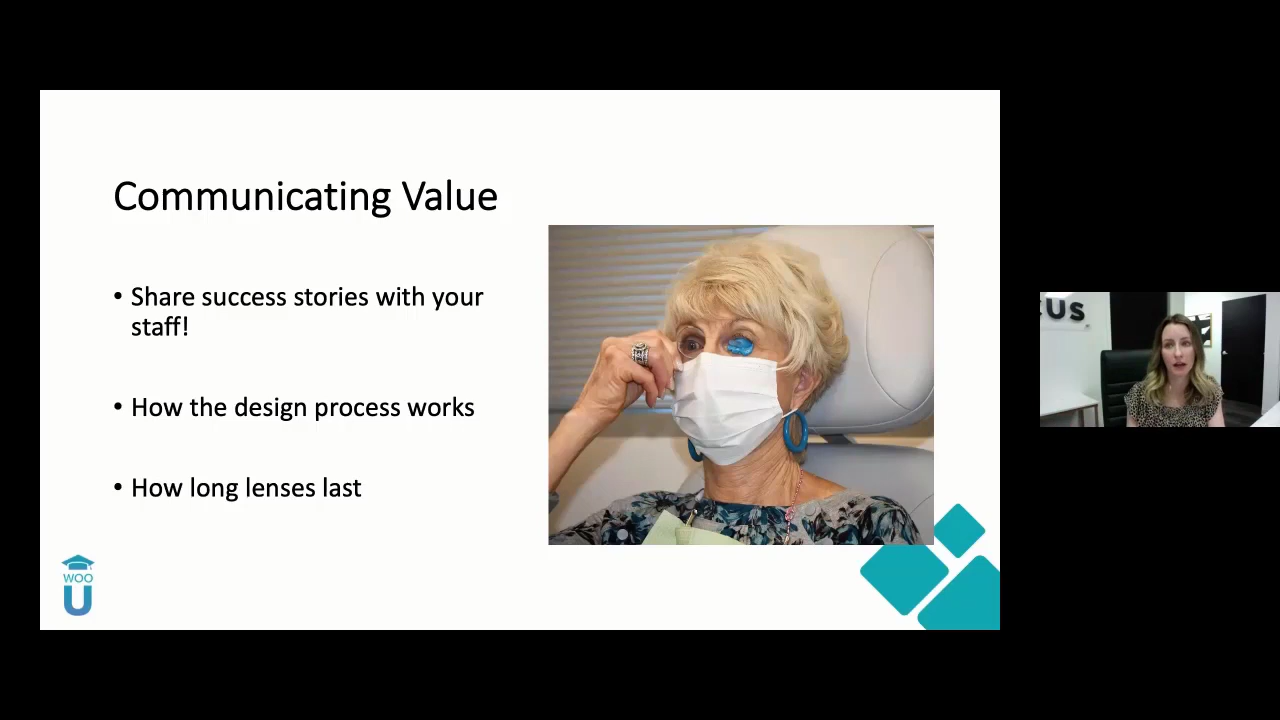 Communicating Value
• Share success stories with your
staff!
• How the design process works
• How long lenses last
WOO
U
US